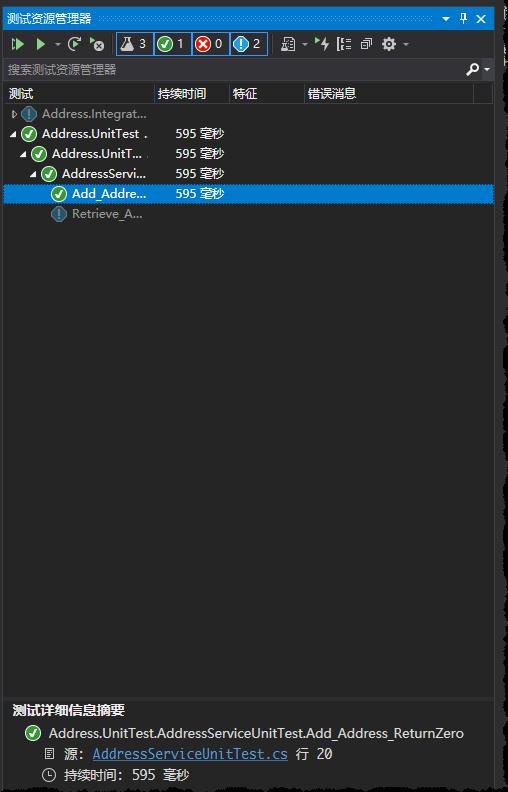 测试资源管理器
3 1 0 2
搜索测试资源管理器
测试 持续时间 特征 错误消息
Address.Integrat...
Address.UnitTest . 595 毫秒
Address.UnitT... 595 毫秒
AddressServi... 595 毫秒
Add_Addre... 595 毫秒
Retrieve_A...
测试详细信息摘要
Address.UnitTest.AddressServiceUnitTest.Add_Address_ReturnZero
源: AddressServiceUnitTest.cs 行 20
持续时间: 595 毫秒